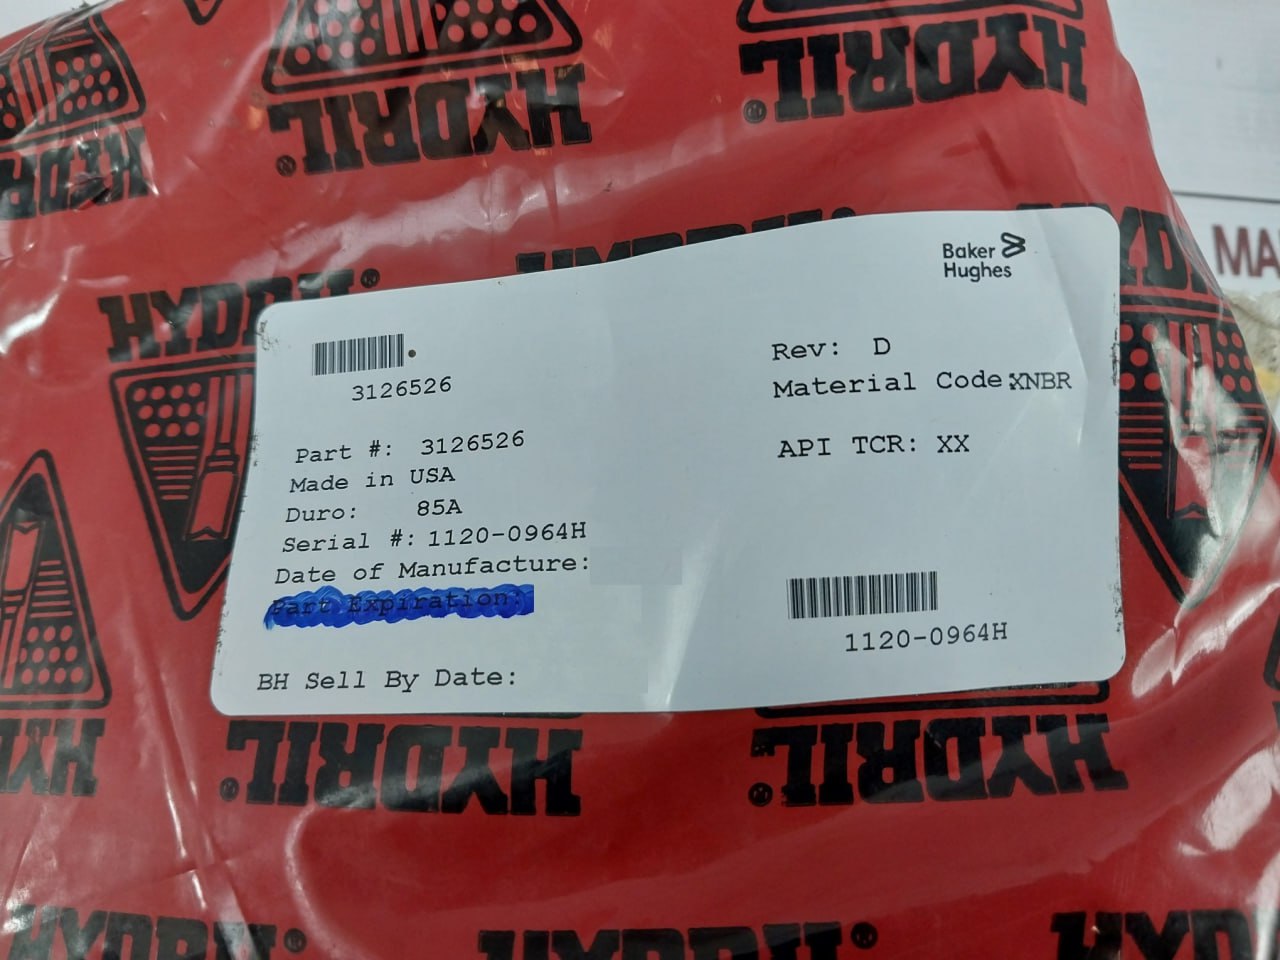 HYDRIL®
HYDRIL®
Baker
Hughes
3126526
Rev: D
Material Code:XNBR
Part #: 3126526
API TCR: XX
Made in USA
Duro: 85A
Serial #: 1120-0964H
Date of Manufacture:
Part Expiration:
1120-0964H
BH Sell By Date:
HYDRIL®
HYDRIL®
MA